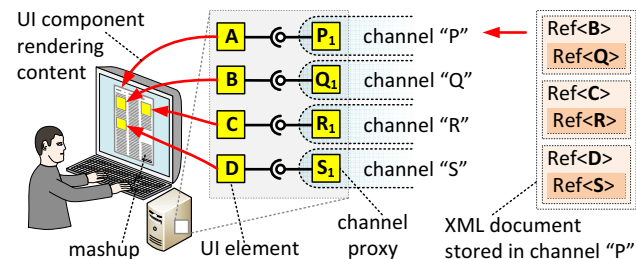 UI component
rendering
content
A P1 channel “P”
B Q1 channel “Q”
C R1 channel “R”
D S1 channel “S”
Ref<B>
Ref<Q>
Ref<C>
Ref<R>
Ref<D>
Ref<S>
mashup
UI element
channel
proxy
XML document
stored in channel “P”